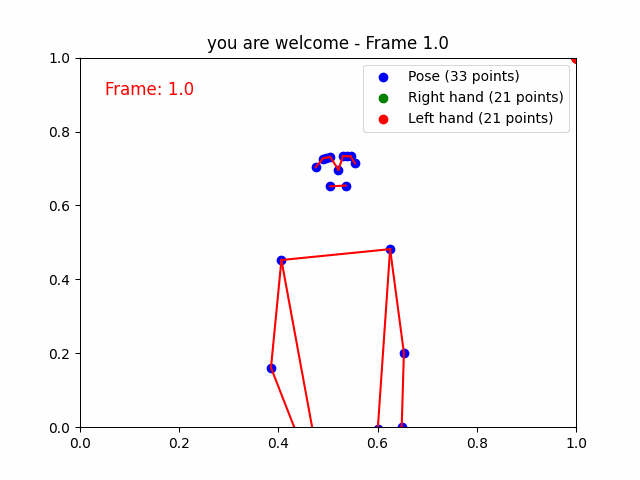 you are welcome - Frame 1.0
Frame: 1.0
Pose (33 points)
Right hand (21 points)
Left hand (21 points)
1.0
0.8
0.6
0.4
0.2
0.0
0.0 0.2 0.4 0.6 0.8 1.0